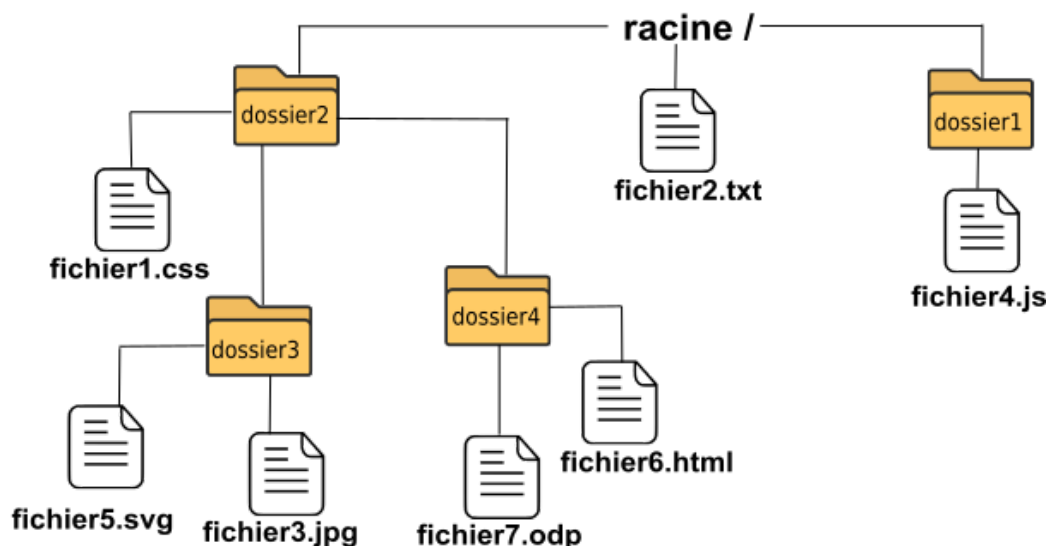 racine /
dossier2
dossier1
fichier2.txt
fichier1.css
fichier4.js
dossier4
dossier3
fichier6.html
fichier5.svg
fichier3.jpg
fichier7.odp